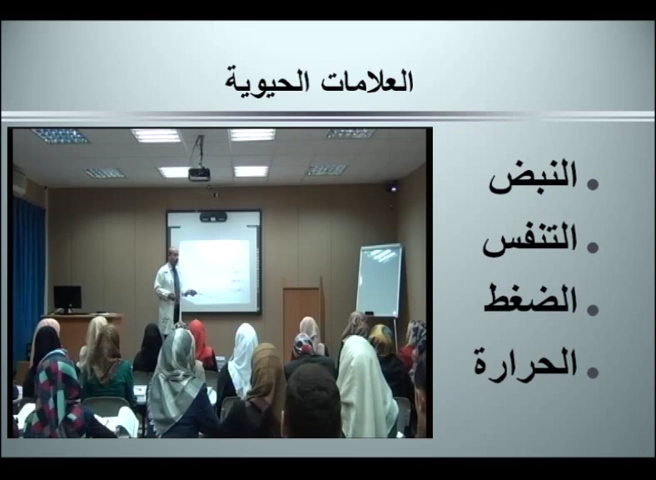 العلامات الحيوية
النبض
التنفس
الضغط
الحرارة